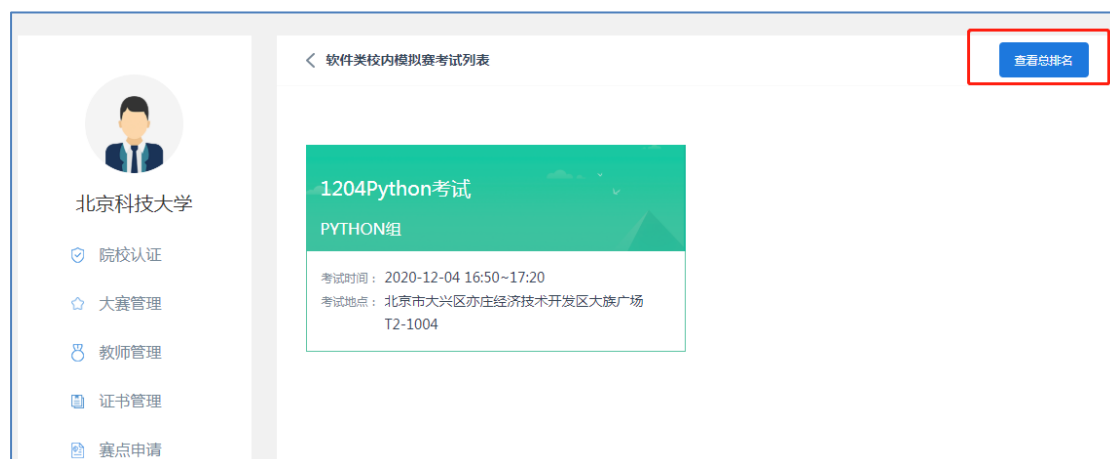 软件类校内模拟赛考试列表
查看总排名
北京科技大学
院校认证
大赛管理
教师管理
证书管理
赛点申请
1204Python考试
PYTHON组
考试时间： 2020-12-04 16:50~17:20
考试地点： 北京市大兴区亦庄经济技术开发区大族广场
T2-1004